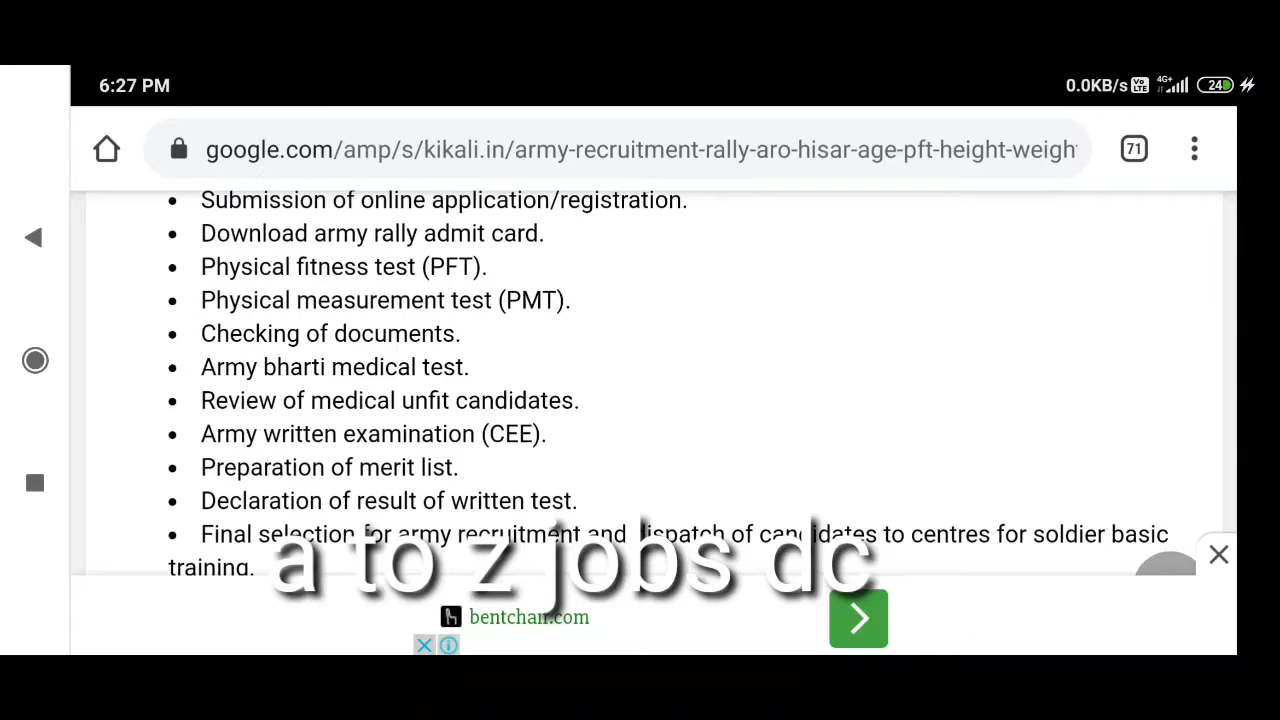 6:27 PM
0.0KB/s Vo LTE 4G+ 24
google.com/amp/s/kikali.in/army-recruitment-rally-aro-hisar-age-pft-height-weigh
71
• Submission of online application/registration.
• Download army rally admit card.
• Physical fitness test (PFT).
• Physical measurement test (PMT).
• Checking of documents.
• Army bharti medical test.
• Review of medical unfit candidates.
• Army written examination (CEE).
• Preparation of merit list.
• Declaration of result of written test.
• Final selection for army recruitment and dispatch of candidates to centres for soldier basic
training.
a to z jobs dc
bentchan.com